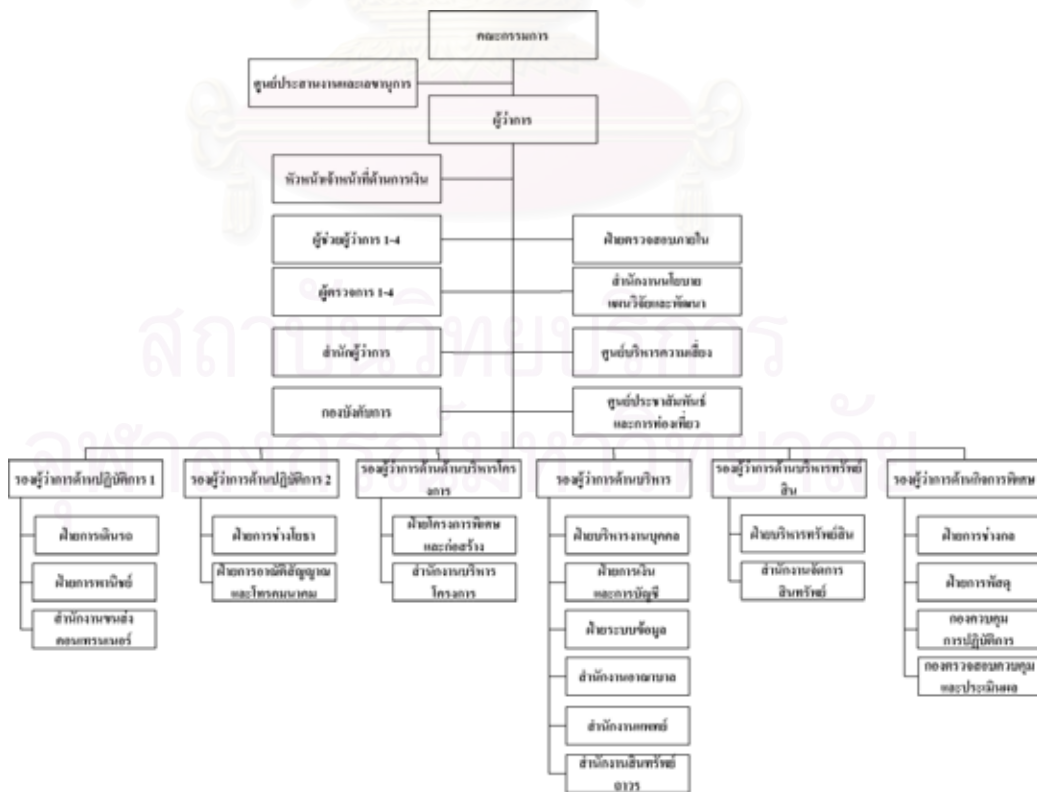 คณะกรรมการ
ศูนย์ประสานงานและเลขานุการ
ผู้ว่าการ
หัวหน้าเจ้าหน้าที่ด้านการเงิน
ผู้ช่วยผู้ว่าการ 1-4
ฝ่ายตรวจสอบภายใน
ผู้ตรวจการ 1-4
สำนักงานนโยบาย
แผนวิจัยและพัฒนา
สำนักผู้ว่าการ
ศูนย์บริหารความเสี่ยง
กองบังคับการ
ศูนย์ประชาสัมพันธ์
และการท่องเที่ยว
สถาบันวิทยบริการ
จุฬาลงกรณ์มหาวิทยาลัย
รองผู้ว่าการด้านปฏิบัติการ 1
ฝ่ายการเดินรถ
ฝ่ายการพาณิชย์
สำนักงานขนส่ง
คอนเทรนเนอร์
รองผู้ว่าการด้านปฏิบัติการ 2
ฝ่ายการช่างโยธา
ฝ่ายการอาณัติสัญญาณ
และโทรคมนาคม
รองผู้ว่าการด้านด้านบริหารโคร
งการ
ฝ่ายโครงการพิเศษ
และก่อสร้าง
สำนักงานบริหาร
โครงการ
รองผู้ว่าการด้านบริหาร
ฝ่ายบริหารงานบุคคล
ฝ่ายการเงิน
และการบัญชี
ฝ่ายระบบข้อมูล
สำนักงานอาณาบาล
สำนักงานแพทย์
สำนักงานสินทรัพย์
ถาวร
รองผู้ว่าการด้านบริหารทรัพย์
สิน
ฝ่ายบริหารทรัพย์สิน
สำนักงานจัดการ
สินทรัพย์
รองผู้ว่าการด้านกิจการพิเศษ
ฝ่ายการช่างกล
ฝ่ายการพัสดุ
กองควบคุม
การปฏิบัติการ
กองตรวจสอบควบคุม
และประเมินผล